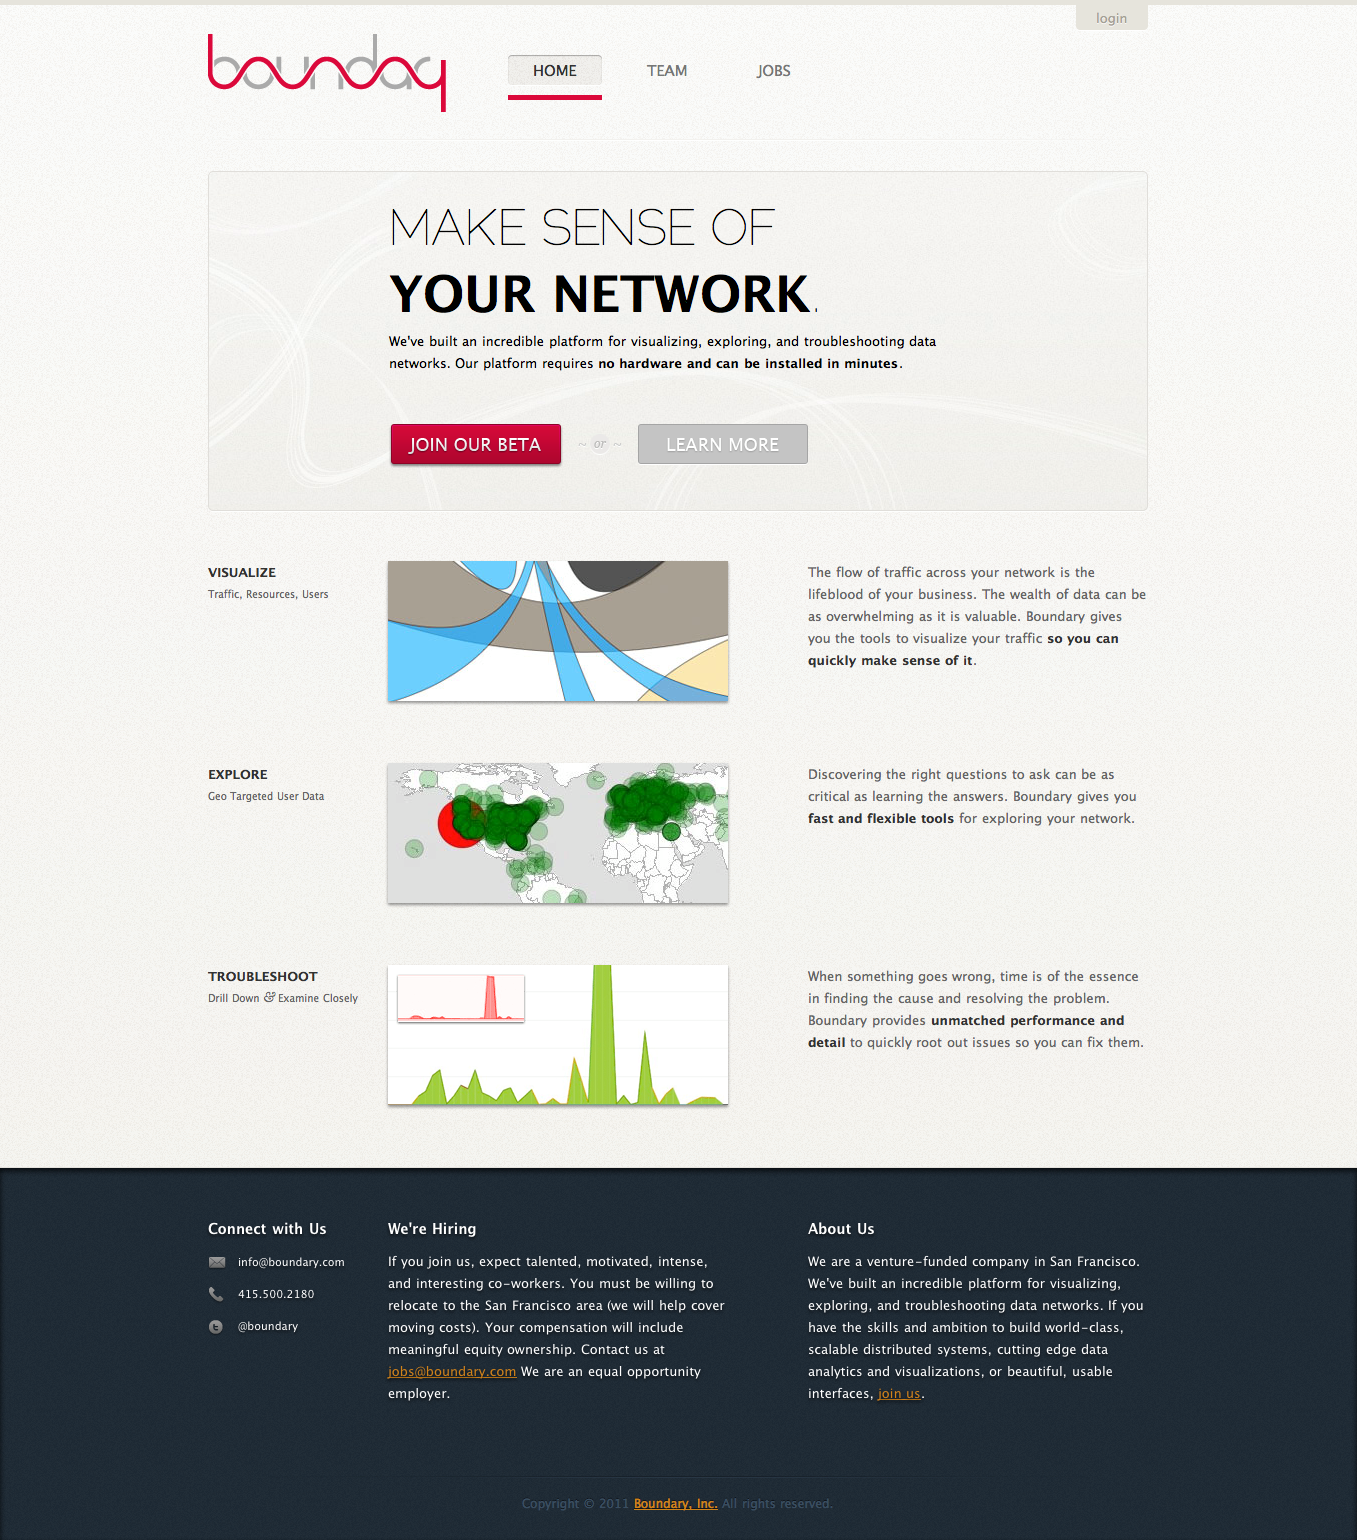 login
boundary
HOME TEAM JOBS
MAKE SENSE OF
YOUR NETWORK.
We've built an incredible platform for visualizing, exploring, and troubleshooting data
networks. Our platform requires no hardware and can be installed in minutes.
JOIN OUR BETA ~ or ~ LEARN MORE
VISUALIZE
Traffic, Resources, Users
The flow of traffic across your network is the
lifeblood of your business. The wealth of data can be
as overwhelming as it is valuable. Boundary gives
you the tools to visualize your traffic so you can
quickly make sense of it.
EXPLORE
Geo Targeted User Data
Discovering the right questions to ask can be as
critical as learning the answers. Boundary gives you
fast and flexible tools for exploring your network.
TROUBLESHOOT
Drill Down & Examine Closely
When something goes wrong, time is of the essence
in finding the cause and resolving the problem.
Boundary provides unmatched performance and
detail to quickly root out issues so you can fix them.
Connect with Us
info@boundary.com
415.500.2180
@boundary
We're Hiring
If you join us, expect talented, motivated, intense,
and interesting co-workers. You must be willing to
relocate to the San Francisco area (we will help cover
moving costs). Your compensation will include
meaningful equity ownership. Contact us at
jobs@boundary.com We are an equal opportunity
employer.
About Us
We are a venture-funded company in San Francisco.
We've built an incredible platform for visualizing,
exploring, and troubleshooting data networks. If you
have the skills and ambition to build world-class,
scalable distributed systems, cutting edge data
analytics and visualizations, or beautiful, usable
interfaces, join us.
Copyright © 2011 Boundary, Inc. All rights reserved.